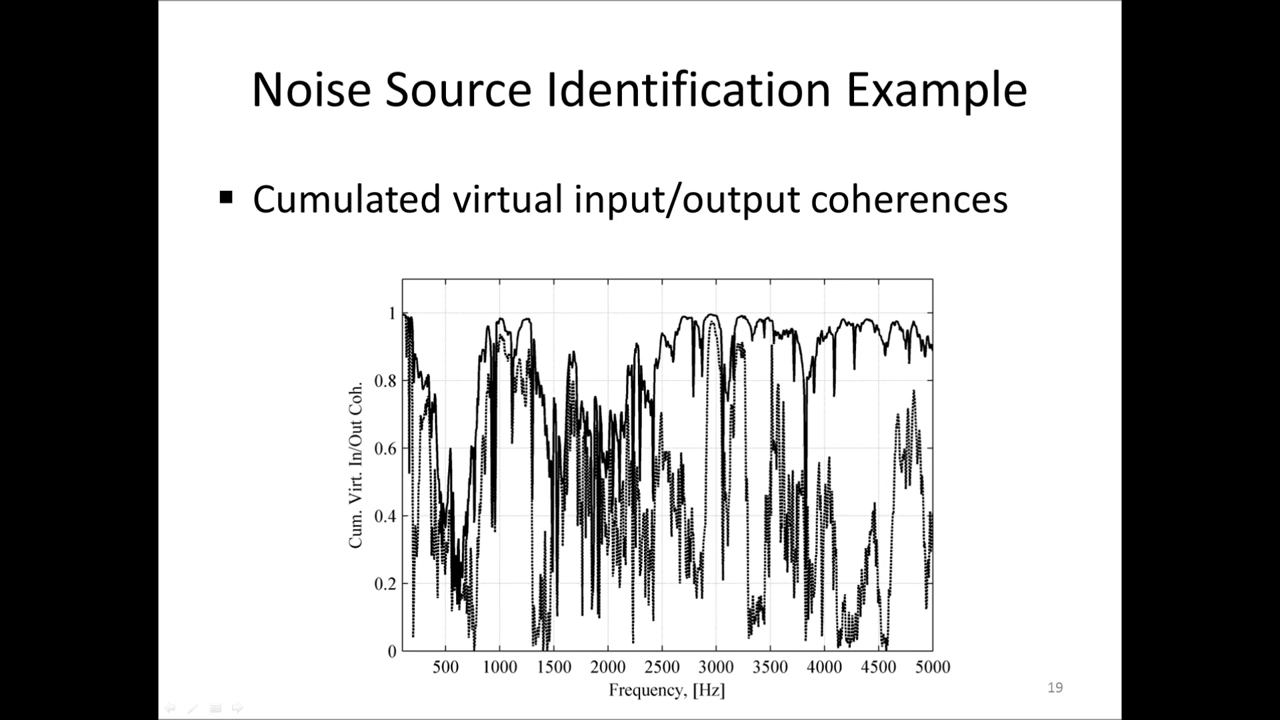 Noise Source Identification Example
▪ Cumulated virtual input/output coherences
Cum. Virt. In/Out Coh.
1
0.8
0.6
0.4
0.2
0
500 1000 1500 2000 2500 3000 3500 4000 4500 5000
Frequency, [Hz]
19